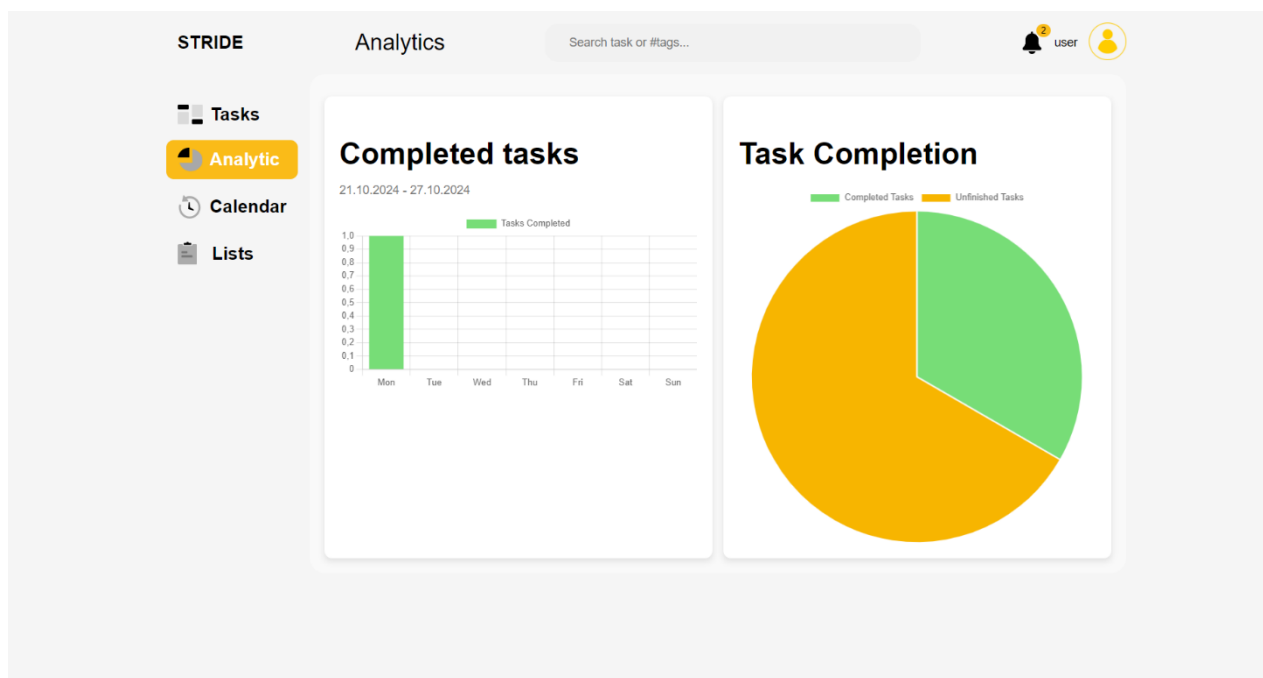 STRIDE
Analytics
Search task or #tags...
2
user
Tasks
Analytic
Calendar
Lists
Completed tasks
21.10.2024 - 27.10.2024
Tasks Completed
1,0
0,9
0,8
0,7
0,6
0,5
0,4
0,3
0,2
0,1
0
Mon Tue Wed Thu Fri Sat Sun
Task Completion
Completed Tasks Unfinished Tasks